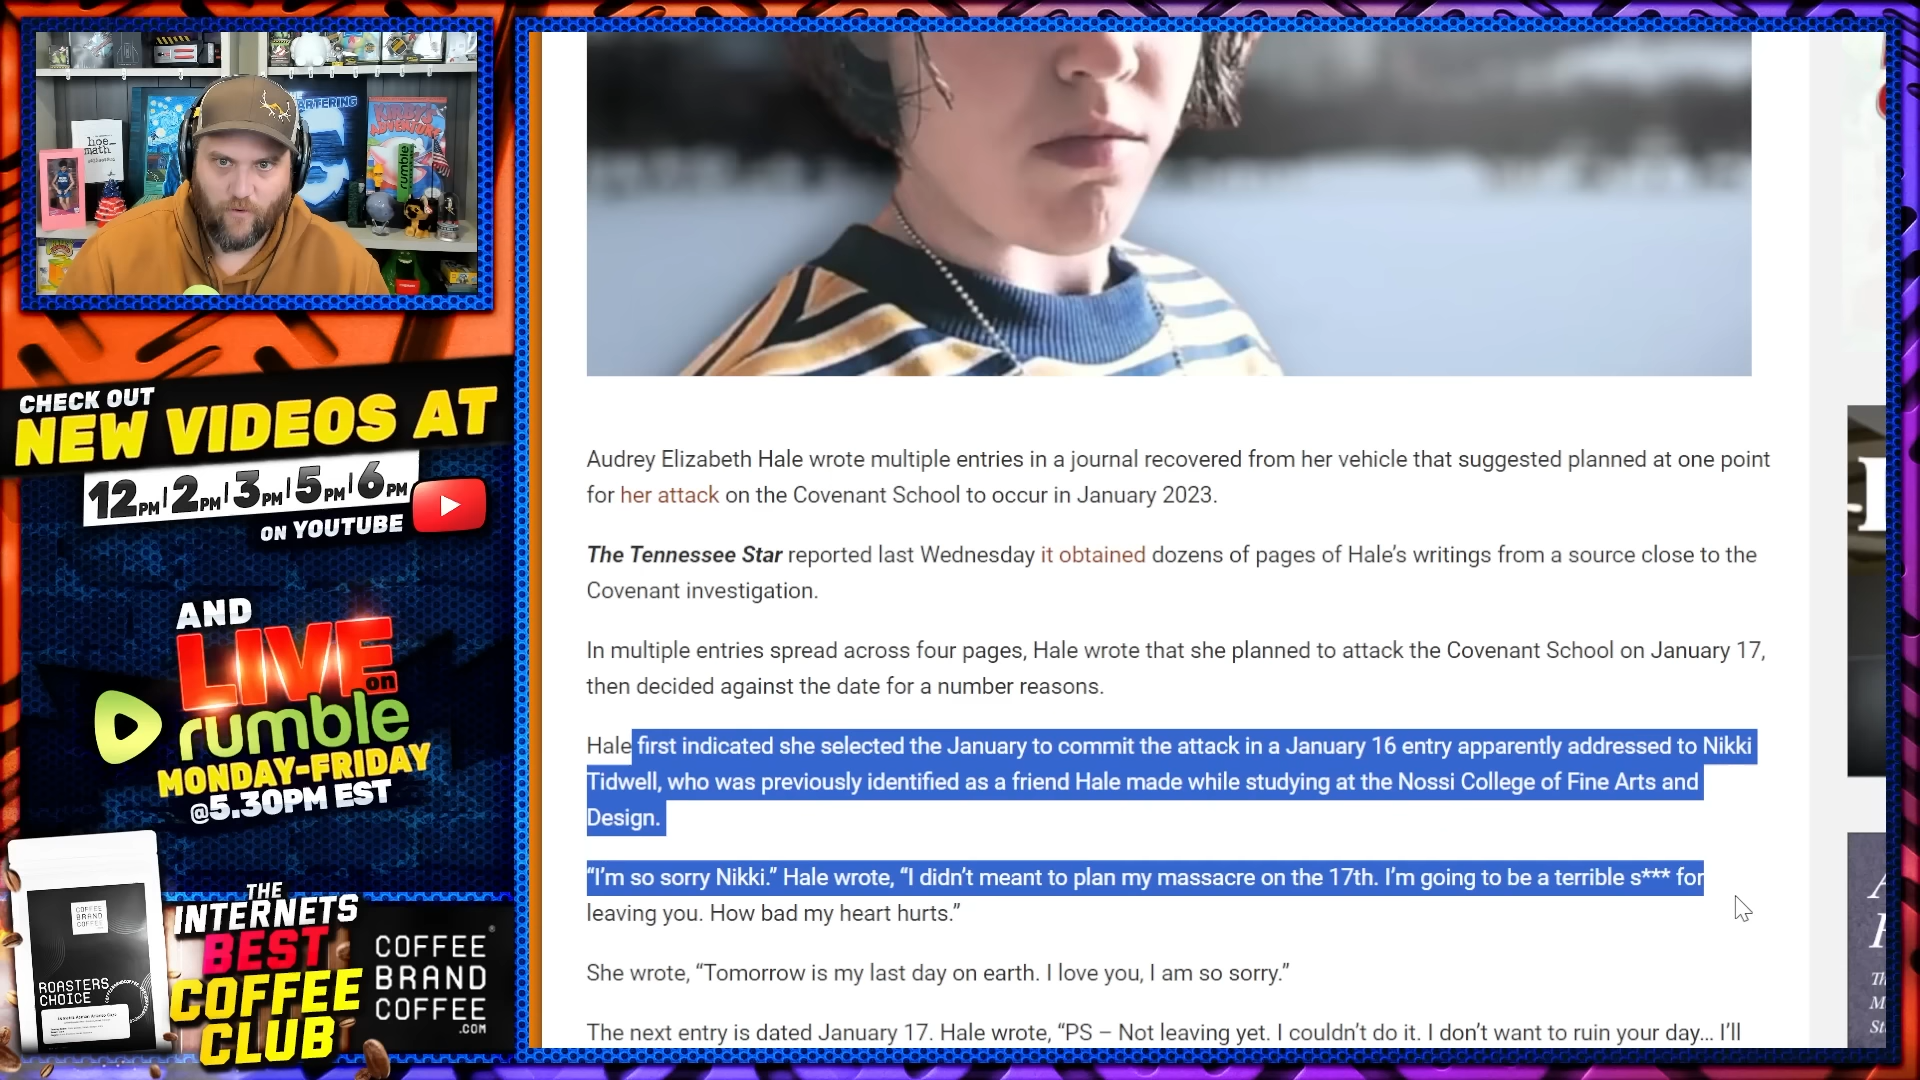 hoe_
math
ARTERING
KIRBY'S
ADVENTURE
rumble
CHECK OUT
NEW VIDEOS AT
12PM | 2PM | 3PM | 5PM | 6PM
ON YOUTUBE
AND
LIVE on
rumble
MONDAY-FRIDAY
@5.30PM EST
COFFEE
BRAND
COFFEE
ROASTERS
CHOICE
THE
INTERNETS
BEST
COFFEE
CLUB
COFFEE
BRAND
COFFEE
.COM
Audrey Elizabeth Hale wrote multiple entries in a journal recovered from her vehicle that suggested planned at one point
for her attack on the Covenant School to occur in January 2023.
The Tennessee Star reported last Wednesday it obtained dozens of pages of Hale’s writings from a source close to the
Covenant investigation.
In multiple entries spread across four pages, Hale wrote that she planned to attack the Covenant School on January 17,
then decided against the date for a number reasons.
Hale first indicated she selected the January to commit the attack in a January 16 entry apparently addressed to Nikki
Tidwell, who was previously identified as a friend Hale made while studying at the Nossi College of Fine Arts and
Design.
“I’m so sorry Nikki.” Hale wrote, “I didn’t meant to plan my massacre on the 17th. I’m going to be a terrible s*** for
leaving you. How bad my heart hurts.”
She wrote, “Tomorrow is my last day on earth. I love you, I am so sorry.”
The next entry is dated January 17. Hale wrote, “PS – Not leaving yet. I couldn’t do it. I don’t want to ruin your day... I’ll